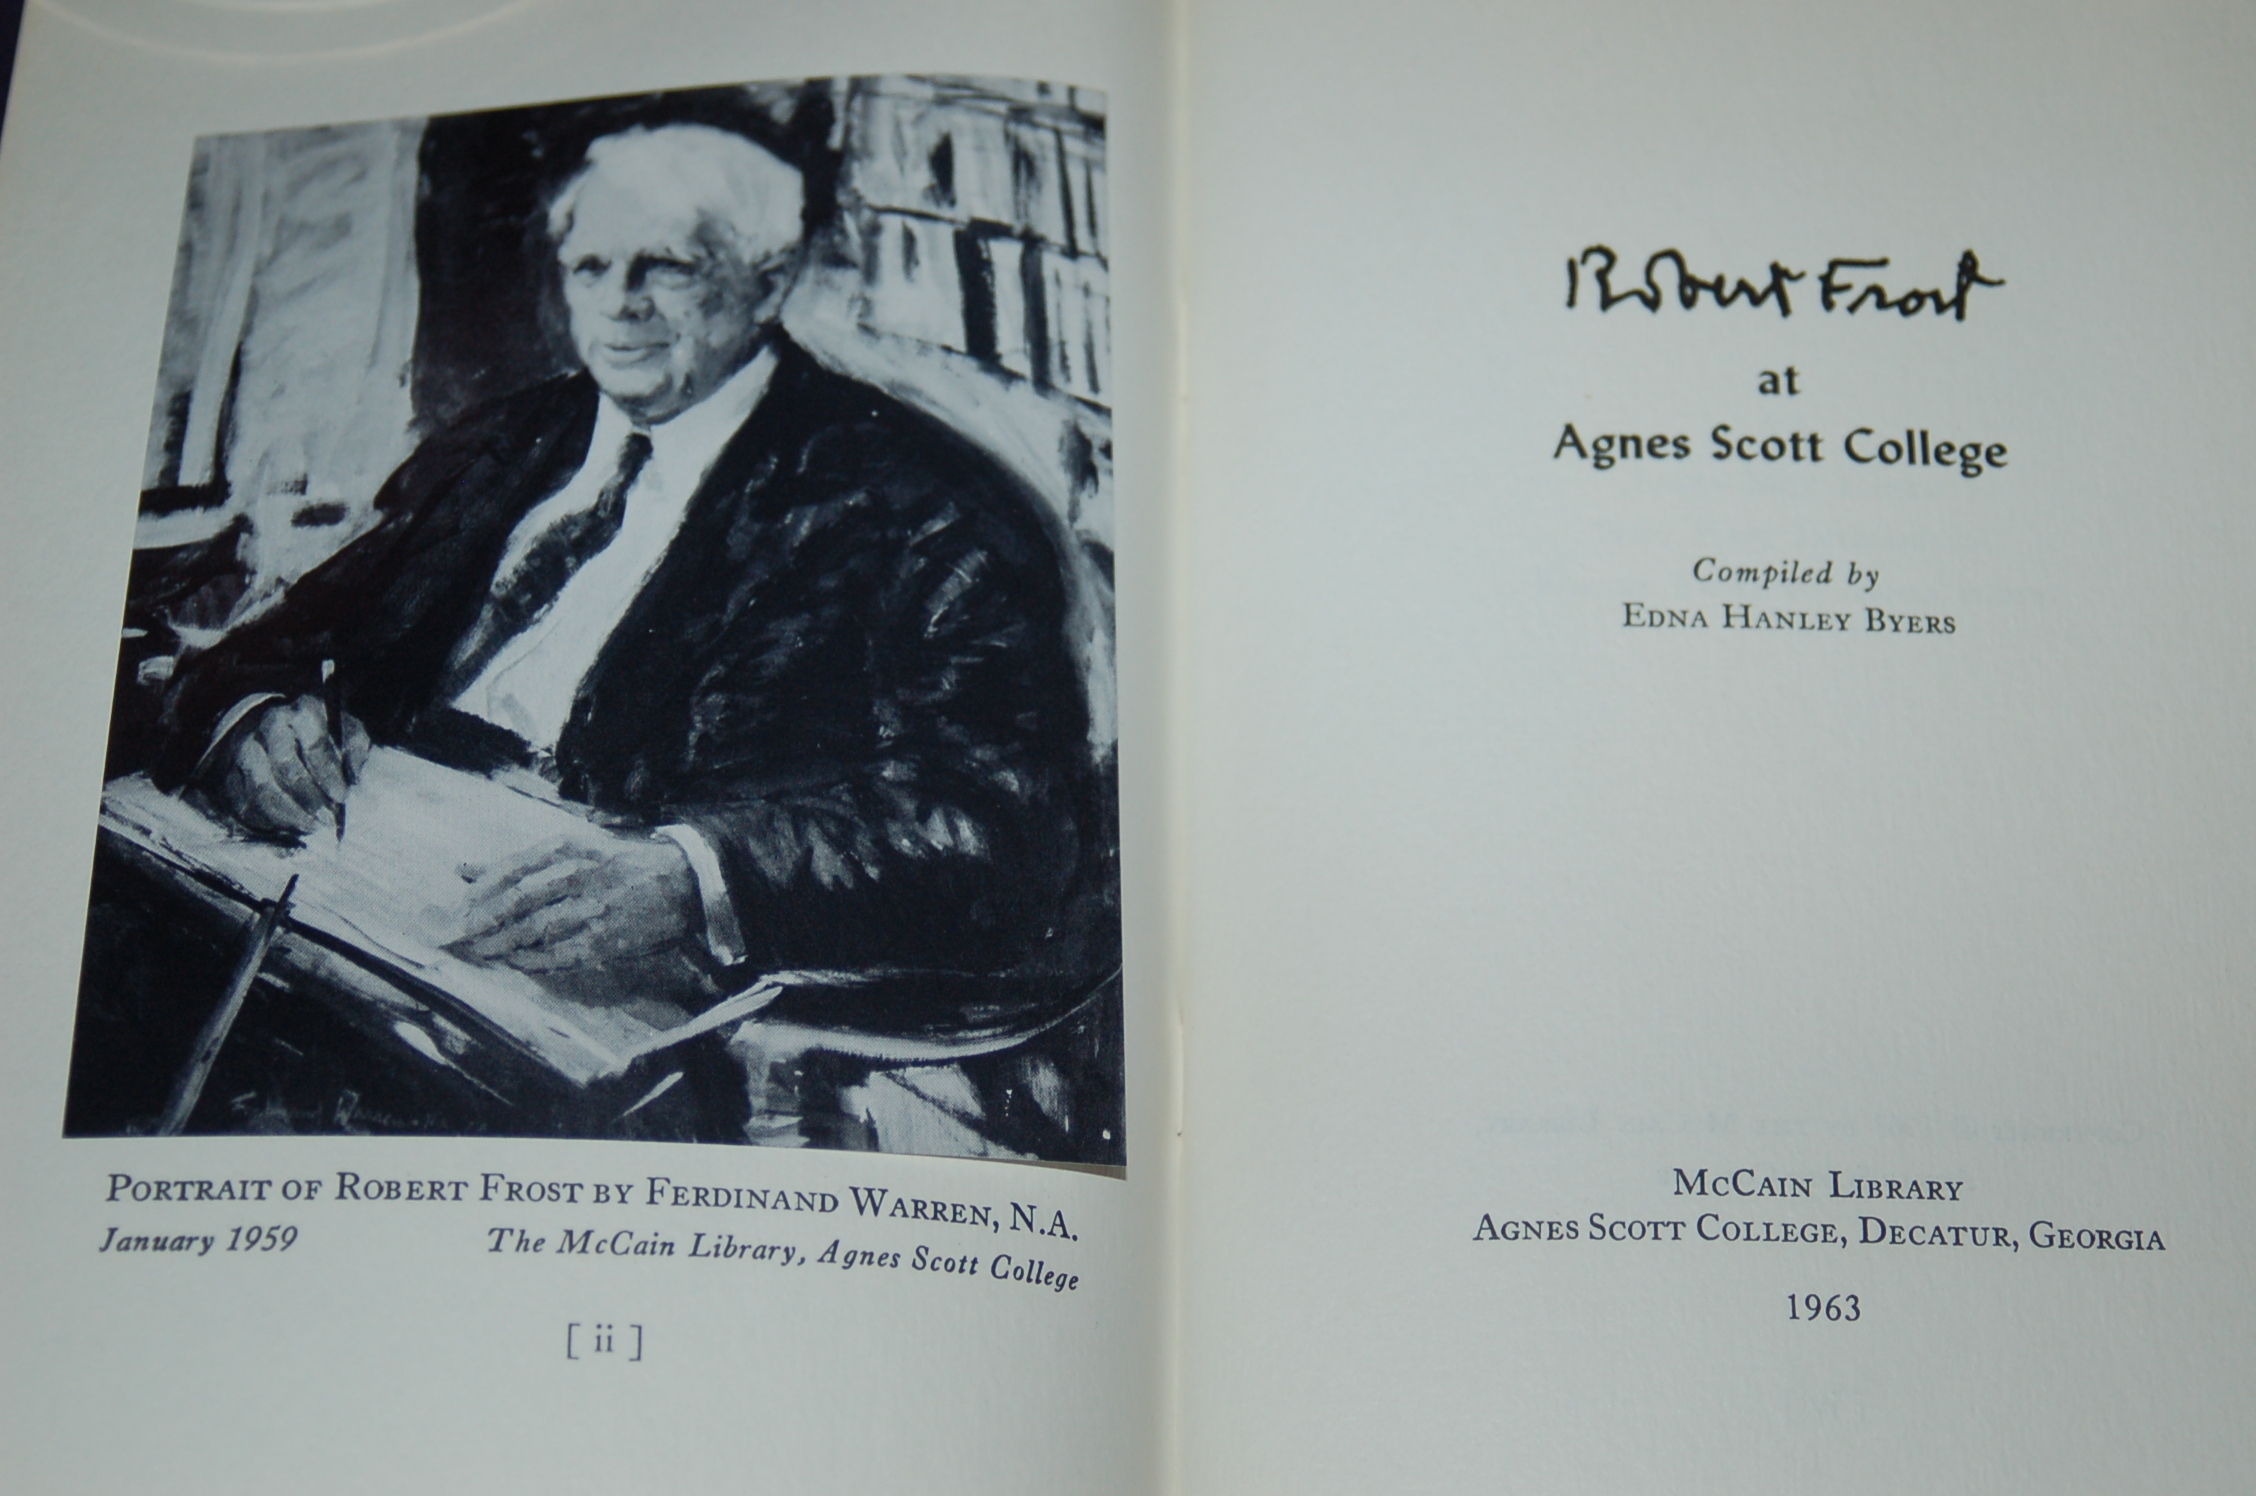 PORTRAIT OF ROBERT FROST BY FERDINAND WARREN, N.A.
January 1959 The McCain Library, Agnes Scott College
[ ii ]
Robert Frost
at
Agnes Scott College
Compiled by
EDNA HANLEY BYERS
MCCAIN LIBRARY
AGNES SCOTT COLLEGE, DECATUR, GEORGIA
1963